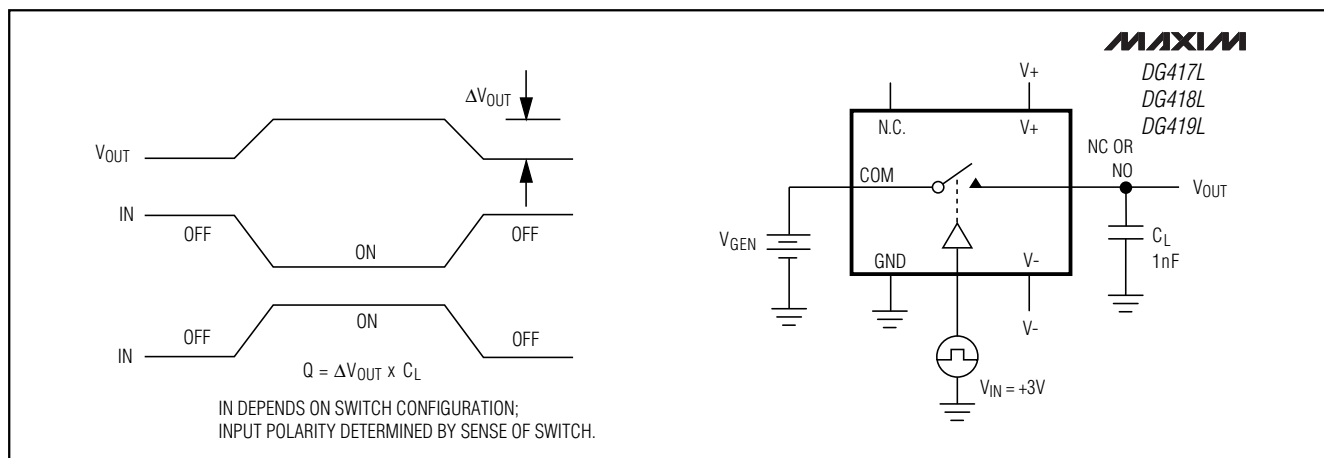 ΔVOUT
VOUT
IN
OFF
ON
OFF
IN
OFF
ON
OFF
Q = ΔVOUT x CL
IN DEPENDS ON SWITCH CONFIGURATION;
INPUT POLARITY DETERMINED BY SENSE OF SWITCH.
MAXIM
DG417L
DG418L
DG419L
V+
N.C.
V+
NC OR
NO
COM
VOUT
VGEN
CL
1nF
GND
V-
V-
VIN = +3V